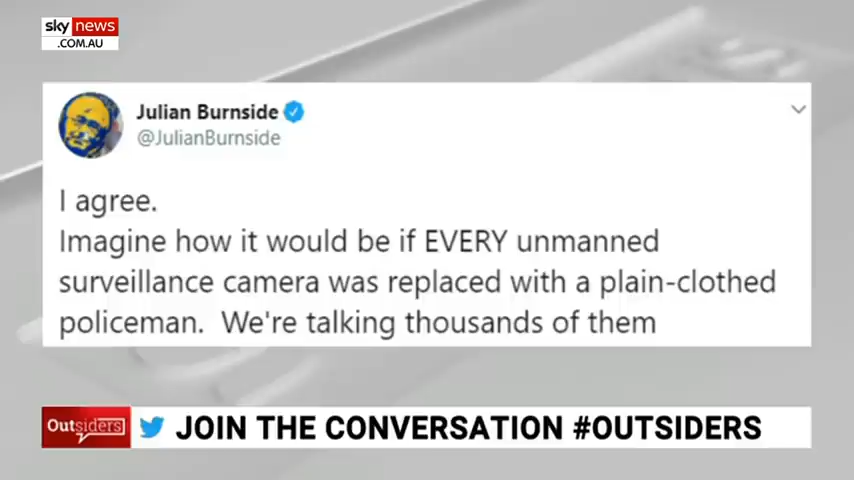 sky news
.COM.AU
Julian Burnside
@JulianBurnside
I agree.
Imagine how it would be if EVERY unmanned
surveillance camera was replaced with a plain-clothed
policeman. We're talking thousands of them
Outsiders
JOIN THE CONVERSATION #OUTSIDERS